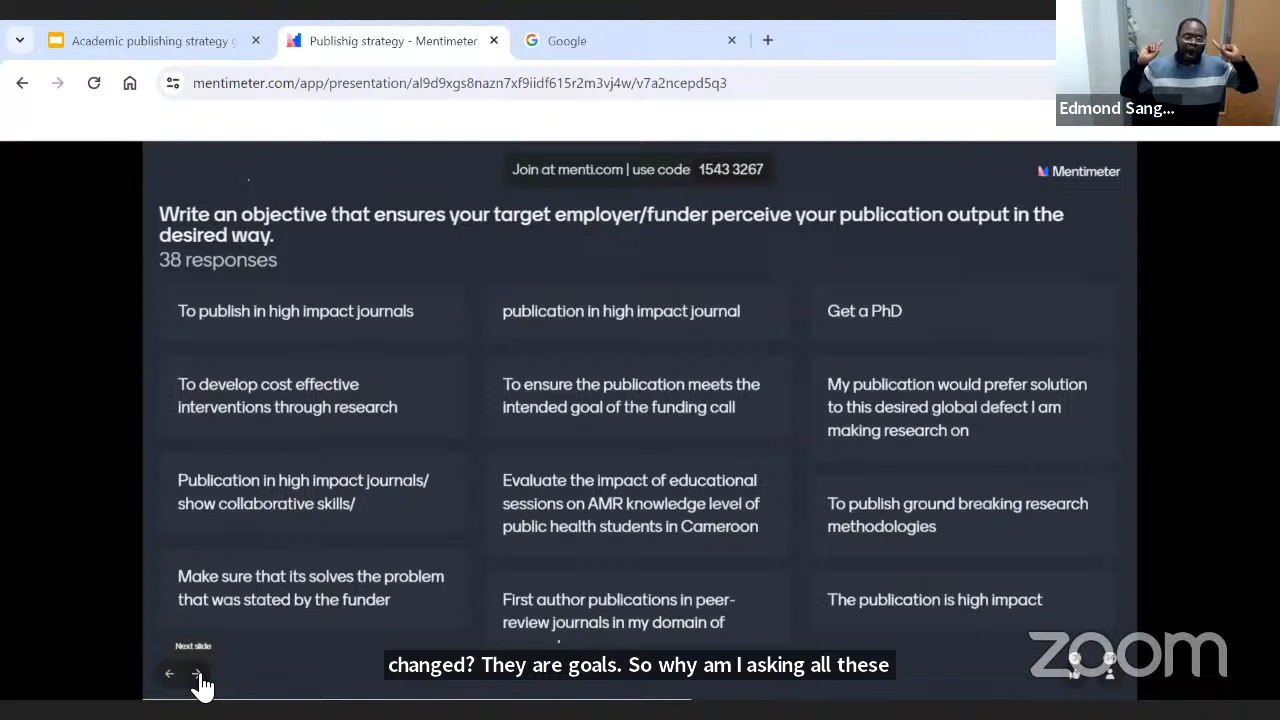 Academic publishing strategy g
Publishig strategy - Mentimeter
Google
mentimeter.com/app/presentation/al9d9xgs8nazn7xf9iidf615r2m3vj4w/v7a2ncepd5q3
Edmond Sang...
Join at menti.com | use code 1543 3267
Mentimeter
Write an objective that ensures your target employer/funder perceive your publication output in the
desired way.
38 responses
To publish in high impact journals
publication in high impact journal
Get a PhD
To develop cost effective
interventions through research
To ensure the publication meets the
intended goal of the funding call
My publication would prefer solution
to this desired global defect I am
making research on
Publication in high impact journals/
show collaborative skills/
Evaluate the impact of educational
sessions on AMR knowledge level of
public health students in Cameroon
To publish ground breaking research
methodologies
Make sure that its solves the problem
that was stated by the funder
First author publications in peer-
review journals in my domain of
The publication is high impact
Next slide
changed? They are goals. So why am I asking all these
zoom